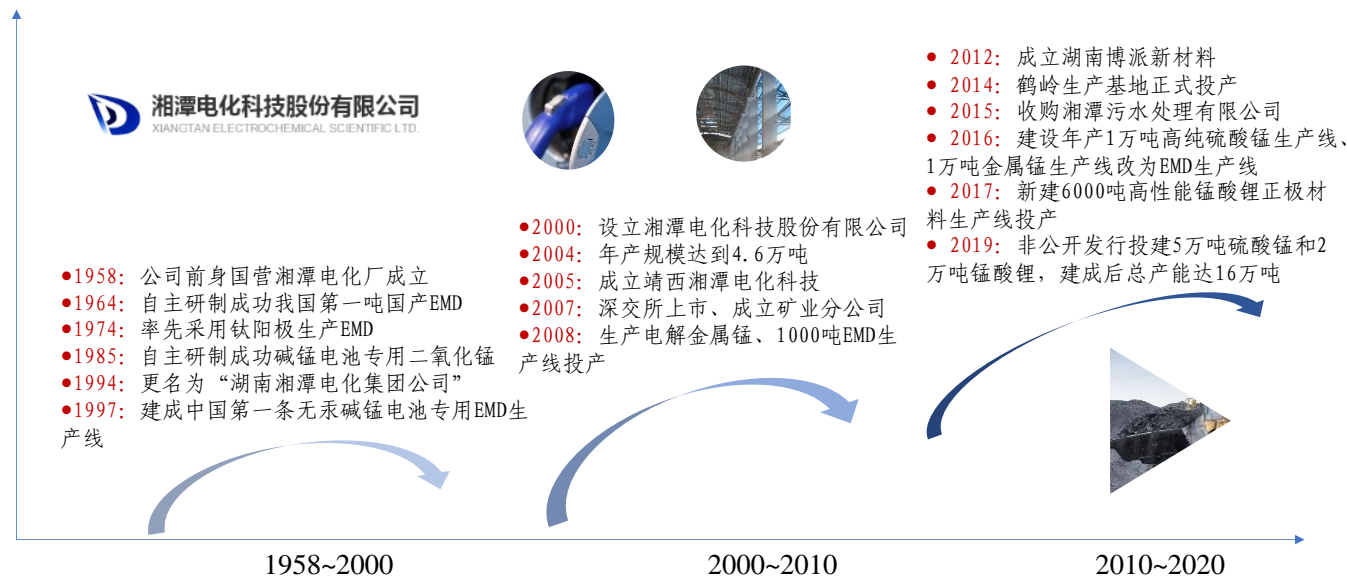 湘潭电化科技股份有限公司
XIANGTAN ELECTROCHEMICAL SCIENTIFIC LTD.
●1958: 公司前身国营湘潭电化厂成立
●1964: 自主研制成功我国第一吨国产EMD
●1974: 率先采用钛阳极生产EMD
●1985: 自主研制成功碱锰电池专用二氧化锰
●1994: 更名为“湖南湘潭电化集团公司”
●1997: 建成中国第一条无汞碱锰电池专用EMD生
产线
●2000: 设立湘潭电化科技股份有限公司
●2004: 年产规模达到4.6万吨
●2005: 成立靖西湘潭电化科技
●2007: 深交所上市、成立矿业分公司
●2008: 生产电解金属锰、1000吨EMD生
产线投产
● 2012: 成立湖南博派新材料
● 2014: 鹤岭生产基地正式投产
● 2015: 收购湘潭污水处理有限公司
● 2016: 建设年产1万吨高纯硫酸锰生产线、
1万吨金属锰生产线改为EMD生产线
● 2017: 新建6000吨高性能锰酸锂正极材
料生产线投产
● 2019: 非公开发行投建5万吨硫酸锰和2
万吨锰酸锂, 建成后总产能达16万吨
1958~2000
2000~2010
2010~2020